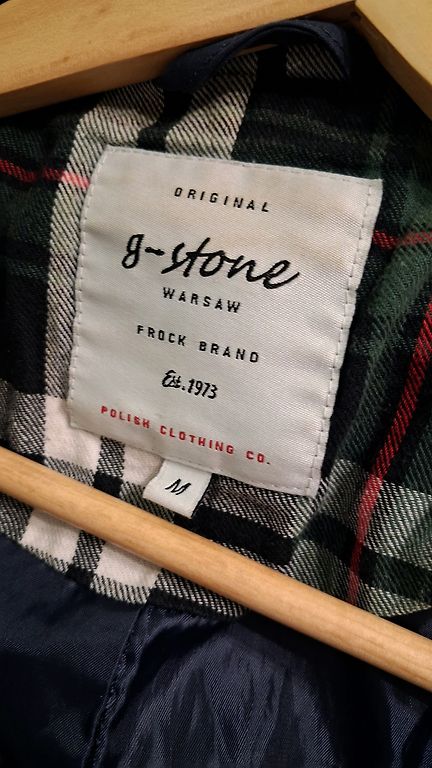 ORIGINAL
g-stone
WARSAW
FROCK BRAND
Est.1973
POLISH CLOTHING CO.
M